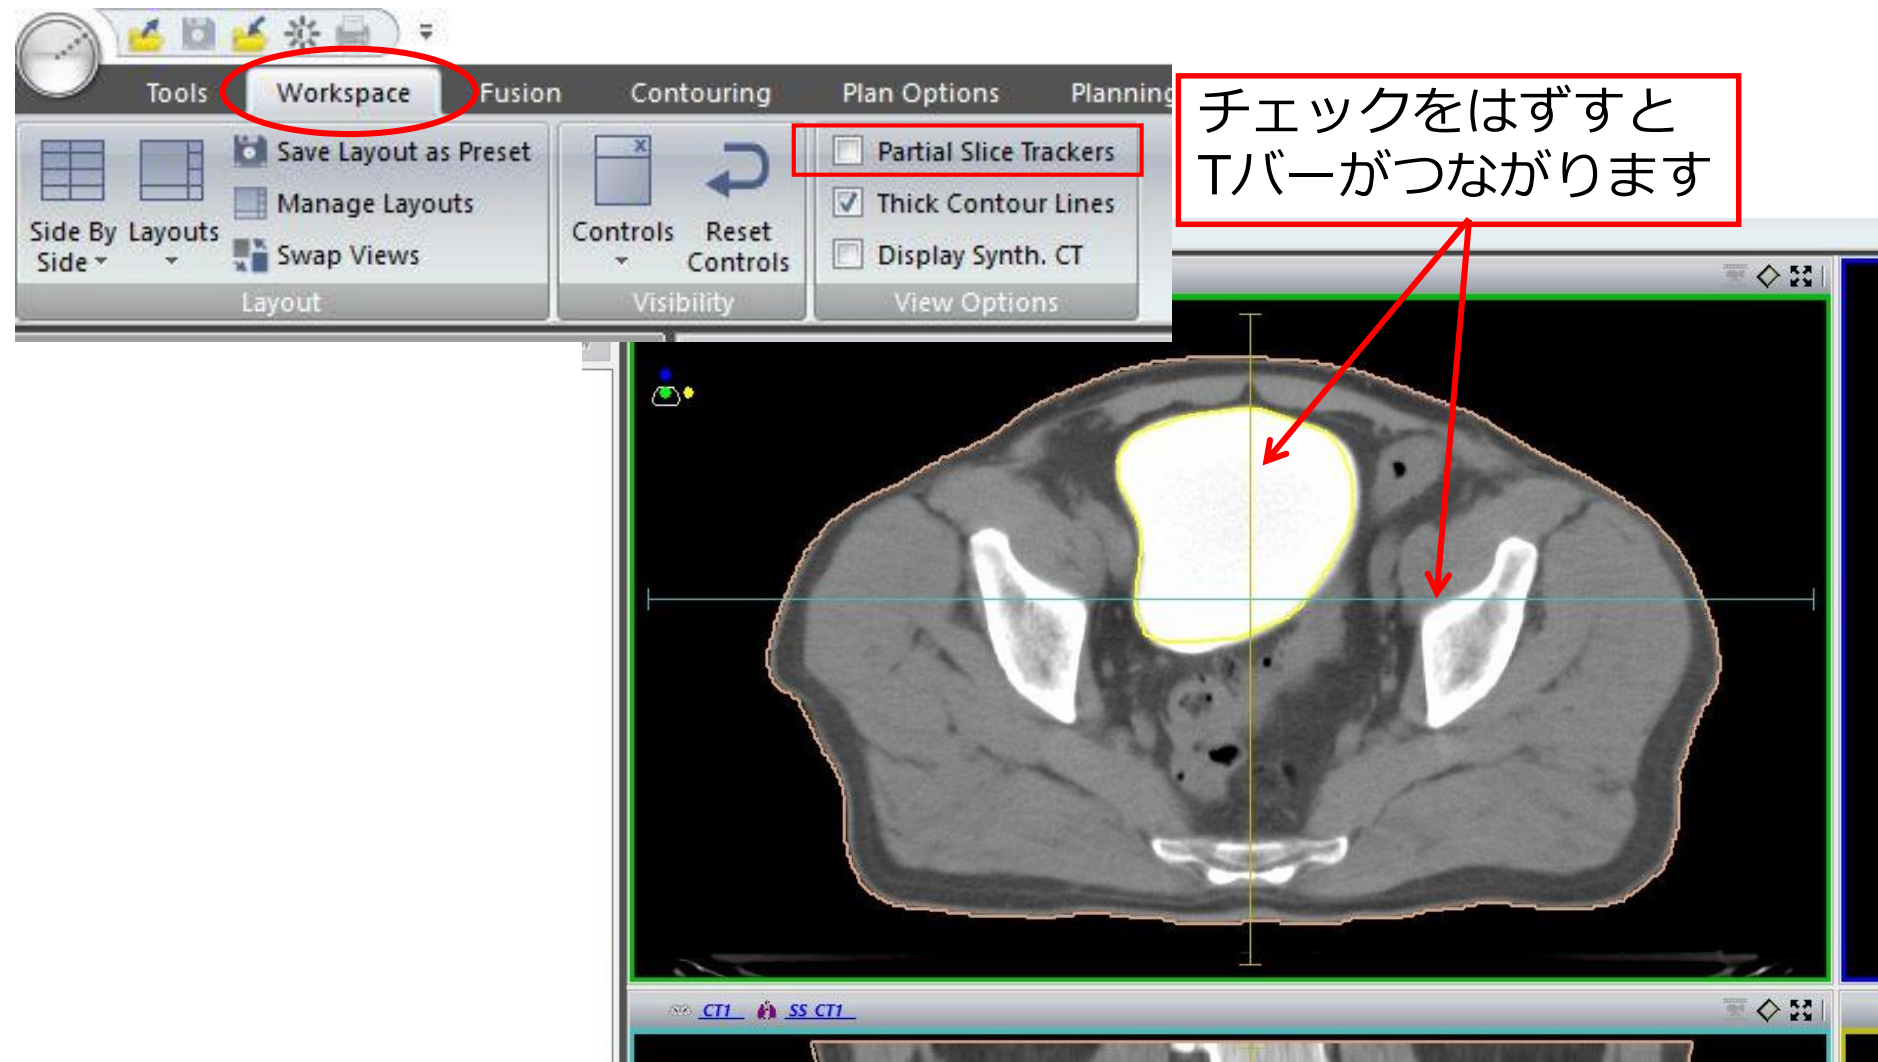 Tools Workspace Fusion Contouring Plan Options Planning
Save Layout as Preset
Manage Layouts
Swap Views
Side By Side
Layouts
Layout
Controls
Reset Controls
Visibility
Partial Slice Trackers
Thick Contour Lines
Display Synth. CT
View Options
チェックをはずすと
Tバーがつながります
CT1 SS CT1